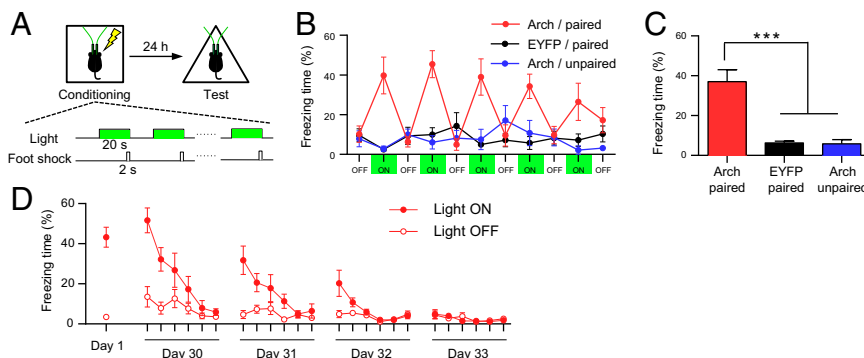 A
24 h
Conditioning
Test
Light
20 s
Foot shock
2 s
B
Freezing time (%)
60
40
20
0
Arch / paired
EYFP / paired
Arch / unpaired
OFF ON OFF ON OFF ON OFF ON OFF ON OFF
C
Freezing time (%)
60
40
20
0
***
Arch paired
EYFP paired
Arch unpaired
D
Freezing time (%)
60
40
20
0
Light ON
Light OFF
Day 1
Day 30
Day 31
Day 32
Day 33